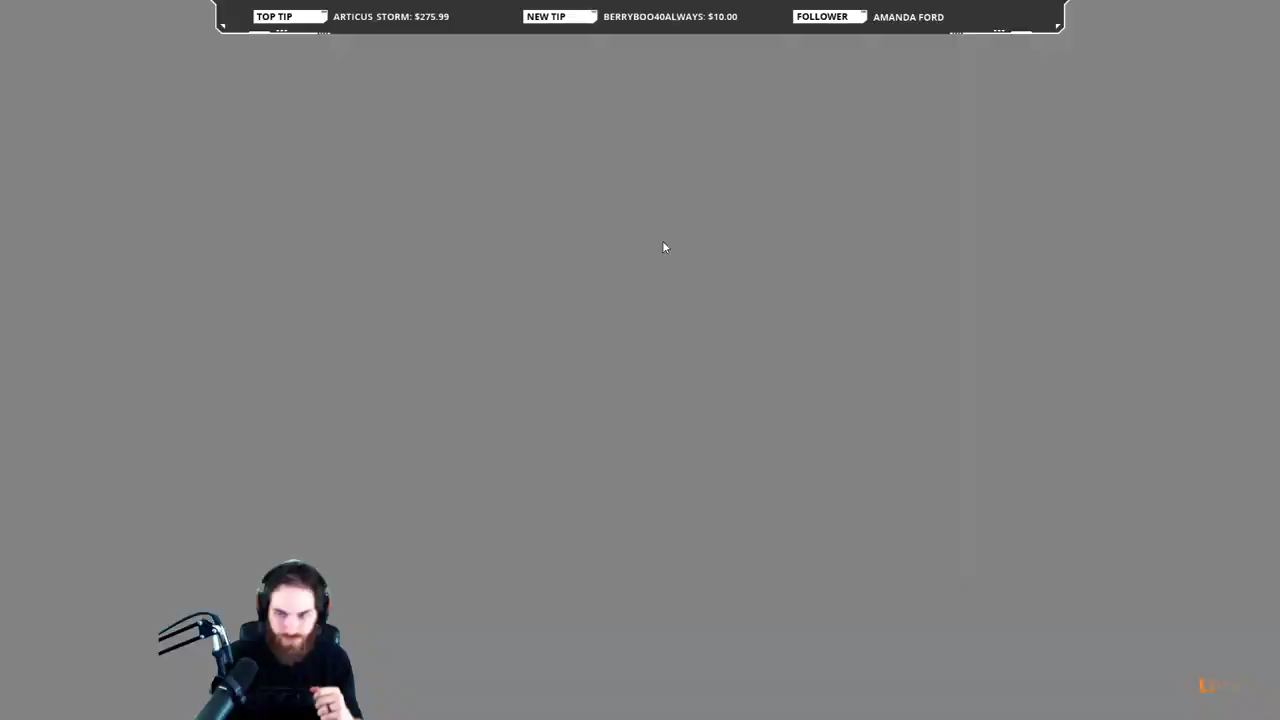 TOP TIP ARTICUS STORM: $275.99 NEW TIP BERRYBOO40ALWAYS: $10.00 FOLLOWER AMANDA FORD